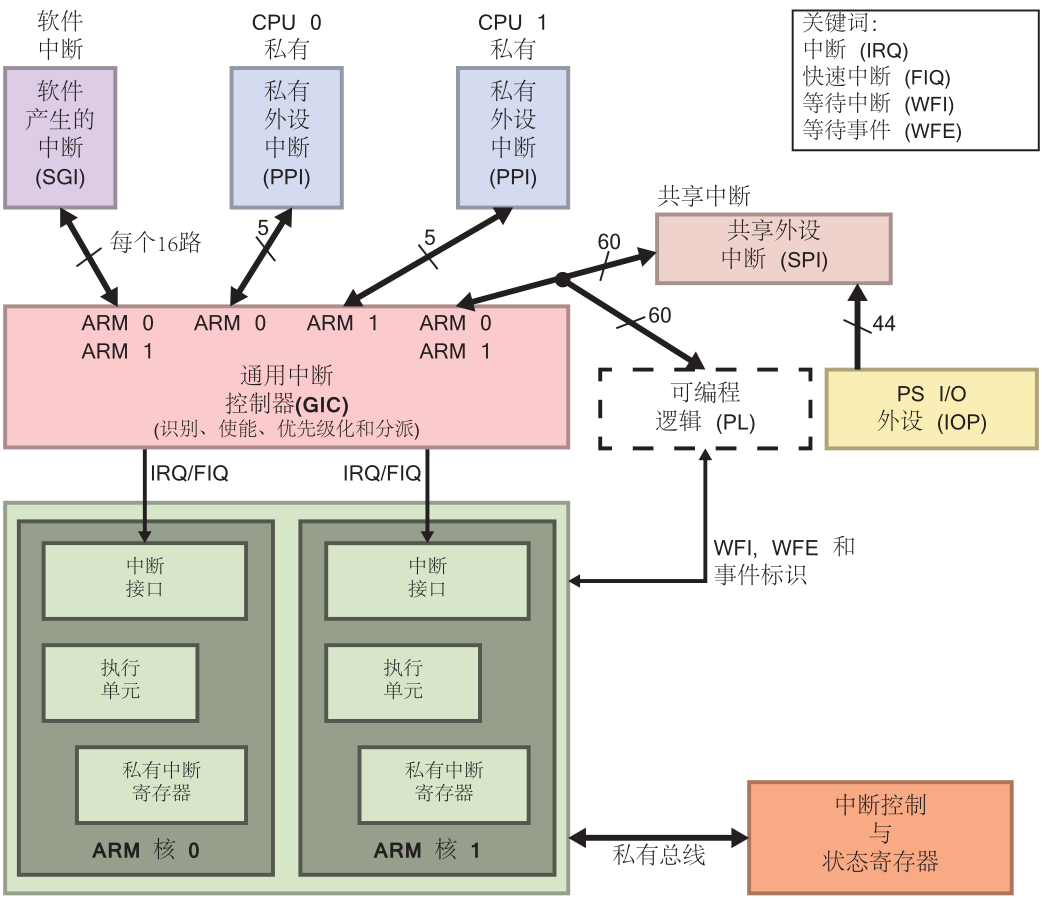 软件
中断
CPU 0
私有
CPU 1
私有
关键词：
中断 (IRQ)
快速中断 (FIQ)
等待中断 (WFI)
等待事件 (WFE)
软件
产生的
中断
(SGI)
私有
外设
中断
(PPI)
私有
外设
中断
(PPI)
共享中断
共享外设
中断 (SPI)
每个16路
5
5
60
60
44
ARM 0
ARM 1
ARM 0
ARM 1
ARM 0
ARM 1
通用中断
控制器(GIC)
(识别、使能、优先级化和分派)
可编程
逻辑 (PL)
PS I/O
外设 (IOP)
IRQ/FIQ
IRQ/FIQ
WFI, WFE 和
事件标识
中断
接口
执行
单元
私有中断
寄存器
ARM 核 0
中断
接口
执行
单元
私有中断
寄存器
ARM 核 1
私有总线
中断控制
与
状态寄存器